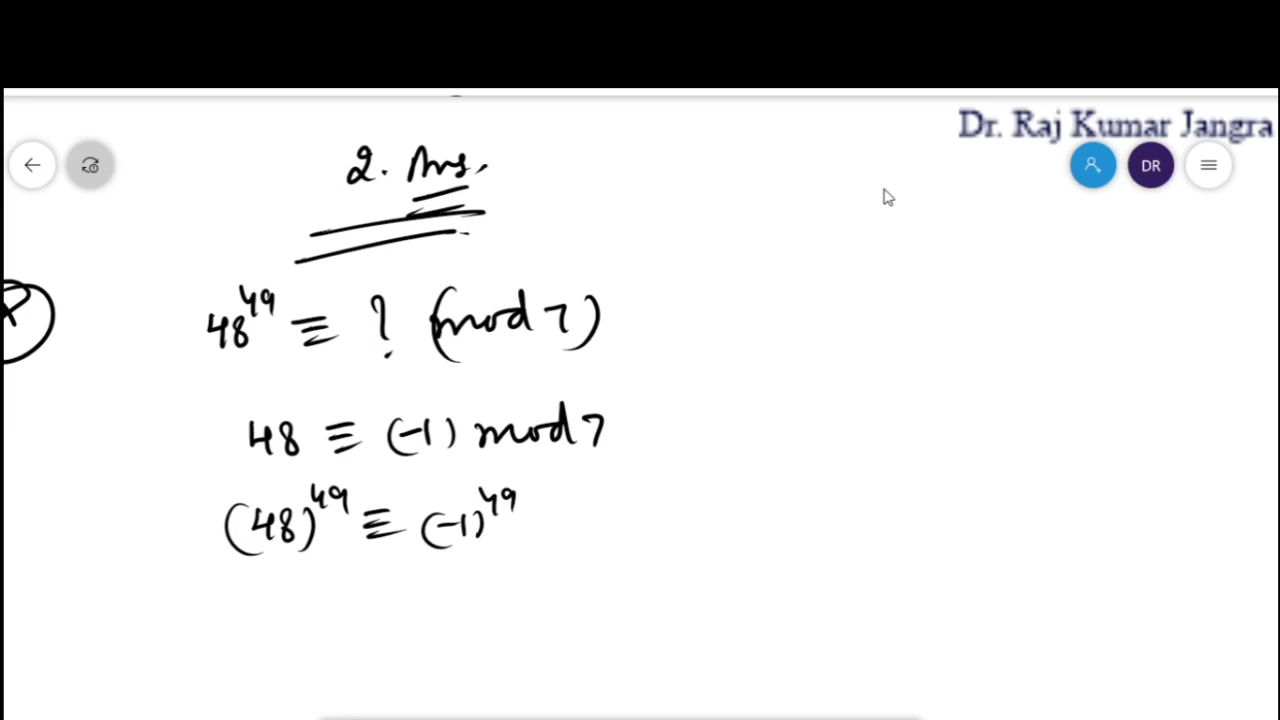 Dr. Raj Kumar Jangra
DR
2. Ans.
48^49 ≡ ? (mod 7)
48 ≡ (-1) mod 7
(48)^49 ≡ (-1)^49